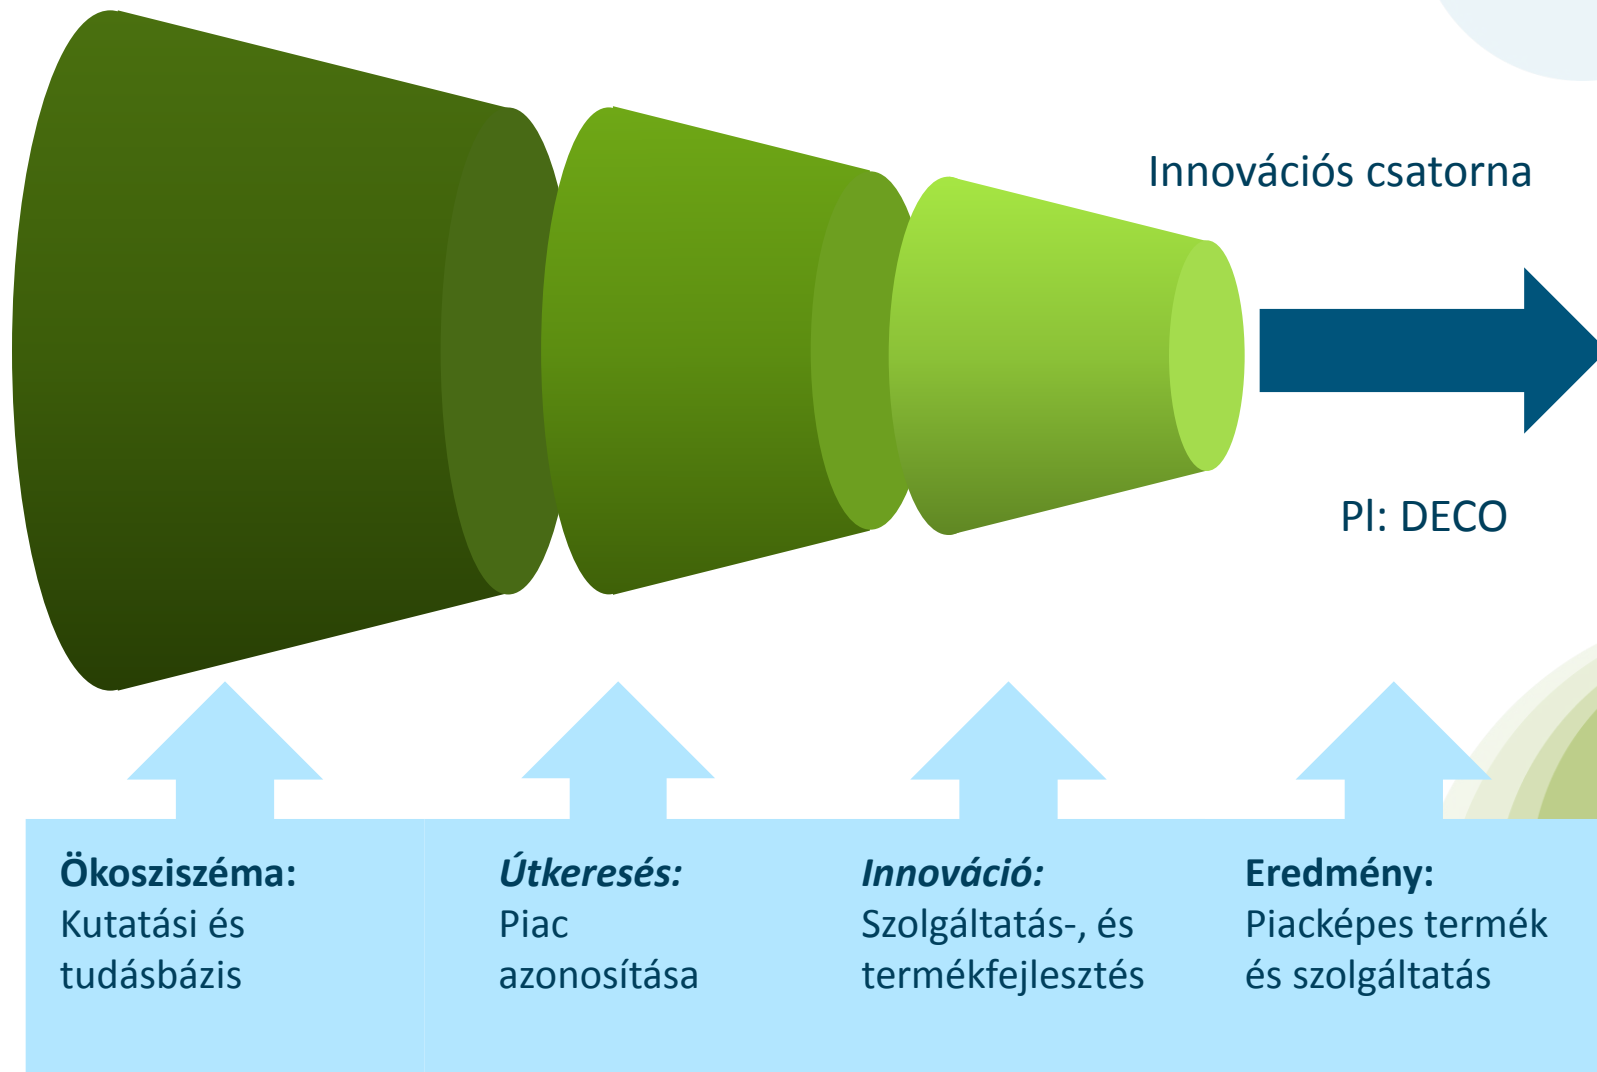 Innovációs csatorna
Pl: DECO
Ökosziszéma:
Kutatási és
tudásbázis
Útkeresés:
Piac
azonosítása
Innováció:
Szolgáltatás-, és
termékfejlesztés
Eredmény:
Piacképes termék
és szolgáltatás